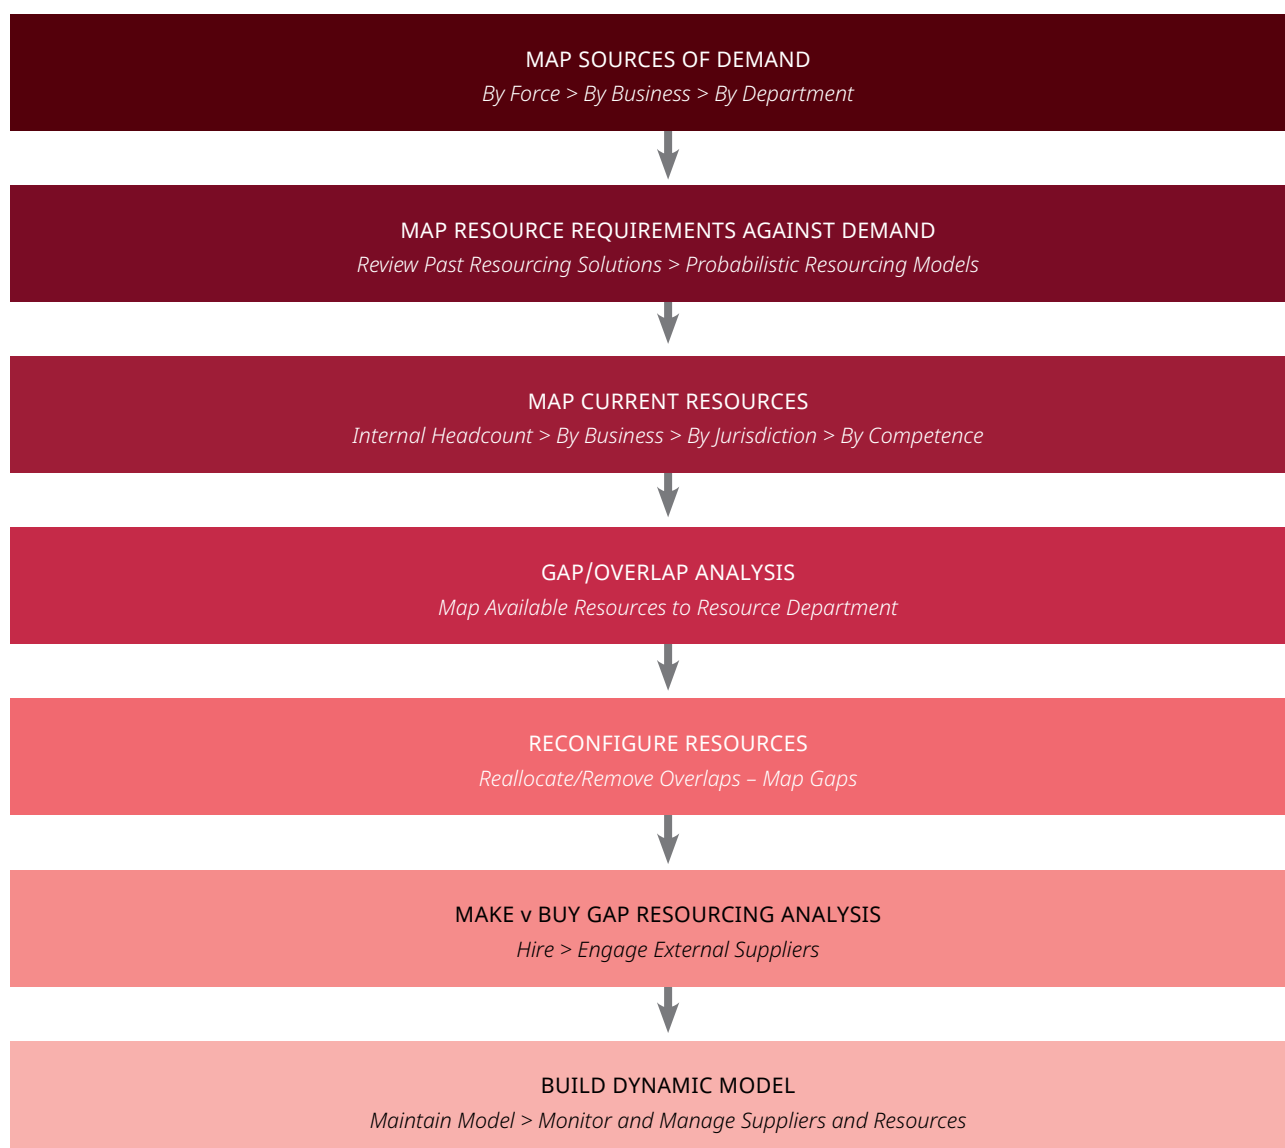 MAP SOURCES OF DEMAND
By Force > By Business > By Department
MAP RESOURCE REQUIREMENTS AGAINST DEMAND
Review Past Resourcing Solutions > Probabilistic Resourcing Models
MAP CURRENT RESOURCES
Internal Headcount > By Business > By Jurisdiction > By Competence
GAP/OVERLAP ANALYSIS
Map Available Resources to Resource Department
RECONFIGURE RESOURCES
Reallocate/Remove Overlaps – Map Gaps
MAKE v BUY GAP RESOURCING ANALYSIS
Hire > Engage External Suppliers
BUILD DYNAMIC MODEL
Maintain Model > Monitor and Manage Suppliers and Resources